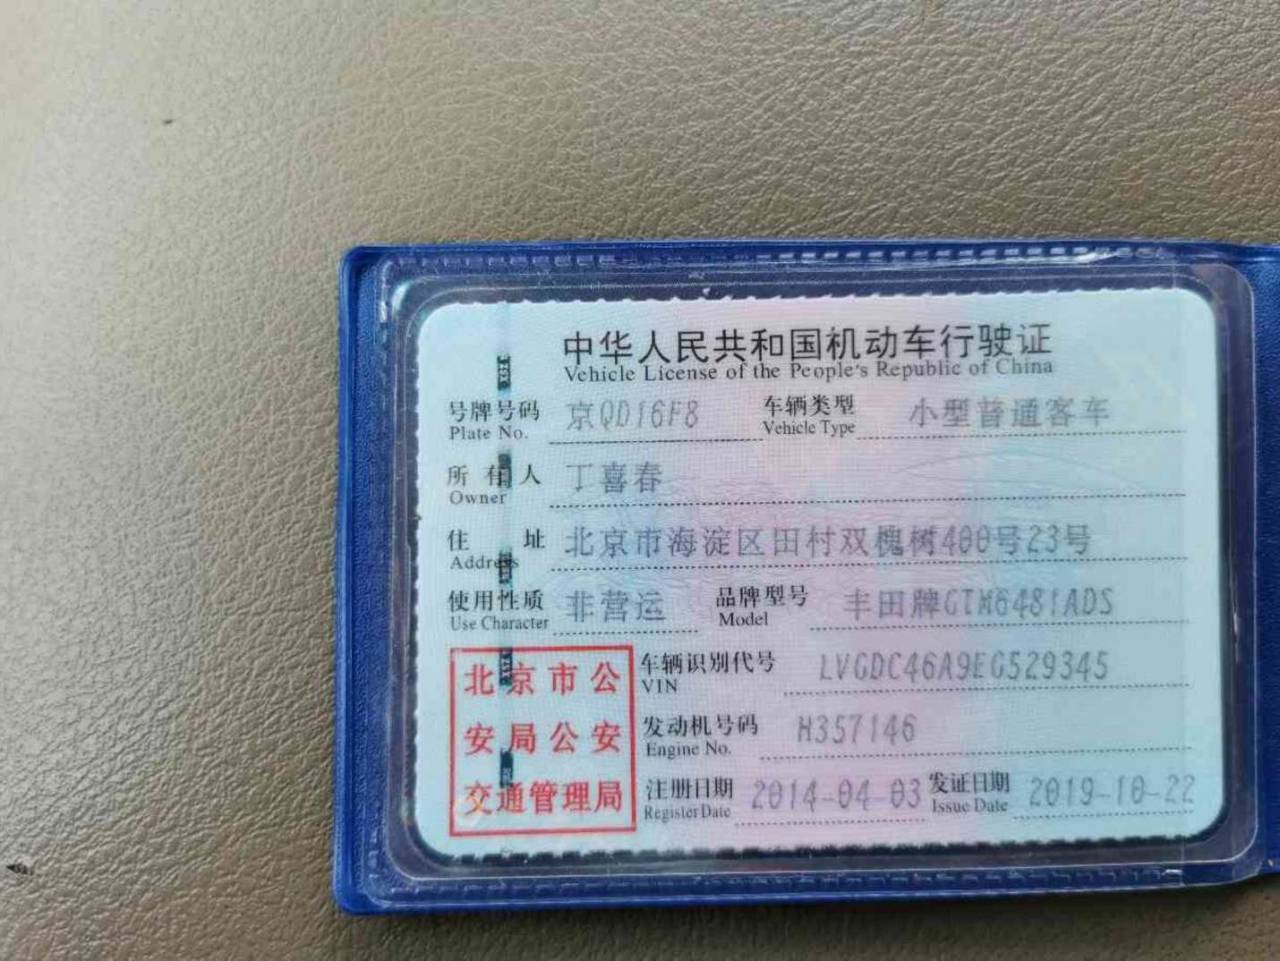 中华人民共和国机动车行驶证
Vehicle License of the People's Republic of China
号牌号码 京QD16F8 车辆类型 小型普通客车
Plate No. Vehicle Type
所有人 丁喜春
Owner
住址 北京市海淀区田村双槐树400号23号
Address
使用性质 非营运 品牌型号 丰田牌GTM6481ADS
Use Character Model
北京市公
安局公安
交通管理局
车辆识别代号 LVGDC46A9EG529345
VIN
发动机号码 H357146
Engine No.
注册日期 2014-04-03 发证日期 2019-10-22
Register Date Issue Date